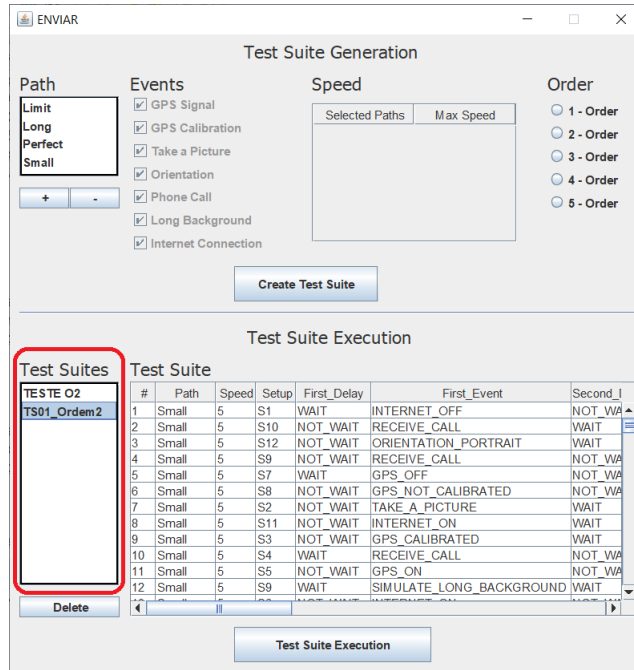 ENVIAR
Test Suite Generation
Path Events Speed Order
Limit
Long
Perfect
Small
+ -
GPS Signal
GPS Calibration
Take a Picture
Orientation
Phone Call
Long Background
Internet Connection
Selected Paths Max Speed
1 - Order
2 - Order
3 - Order
4 - Order
5 - Order
Create Test Suite
Test Suite Execution
Test Suites
TESTE O2
TS01_Ordem2
Delete
Test Suite
# Path Speed Setup First_Delay First_Event Second_
1 Small 5 S1 WAIT INTERNET_OFF NOT_WA
2 Small 5 S10 NOT_WAIT RECEIVE_CALL WAIT
3 Small 5 S12 NOT_WAIT ORIENTATION_PORTRAIT WAIT
4 Small 5 S9 NOT_WAIT RECEIVE_CALL NOT_WA
5 Small 5 S7 WAIT GPS_OFF NOT_WA
6 Small 5 S8 NOT_WAIT GPS_NOT_CALIBRATED NOT_WA
7 Small 5 S2 NOT_WAIT TAKE_A_PICTURE WAIT
8 Small 5 S11 NOT_WAIT INTERNET_ON WAIT
9 Small 5 S3 NOT_WAIT GPS_CALIBRATED WAIT
10 Small 5 S4 WAIT RECEIVE_CALL NOT_WA
11 Small 5 S5 NOT_WAIT GPS_ON NOT_WA
12 Small 5 S9 WAIT SIMULATE_LONG_BACKGROUND WAIT
Test Suite Execution